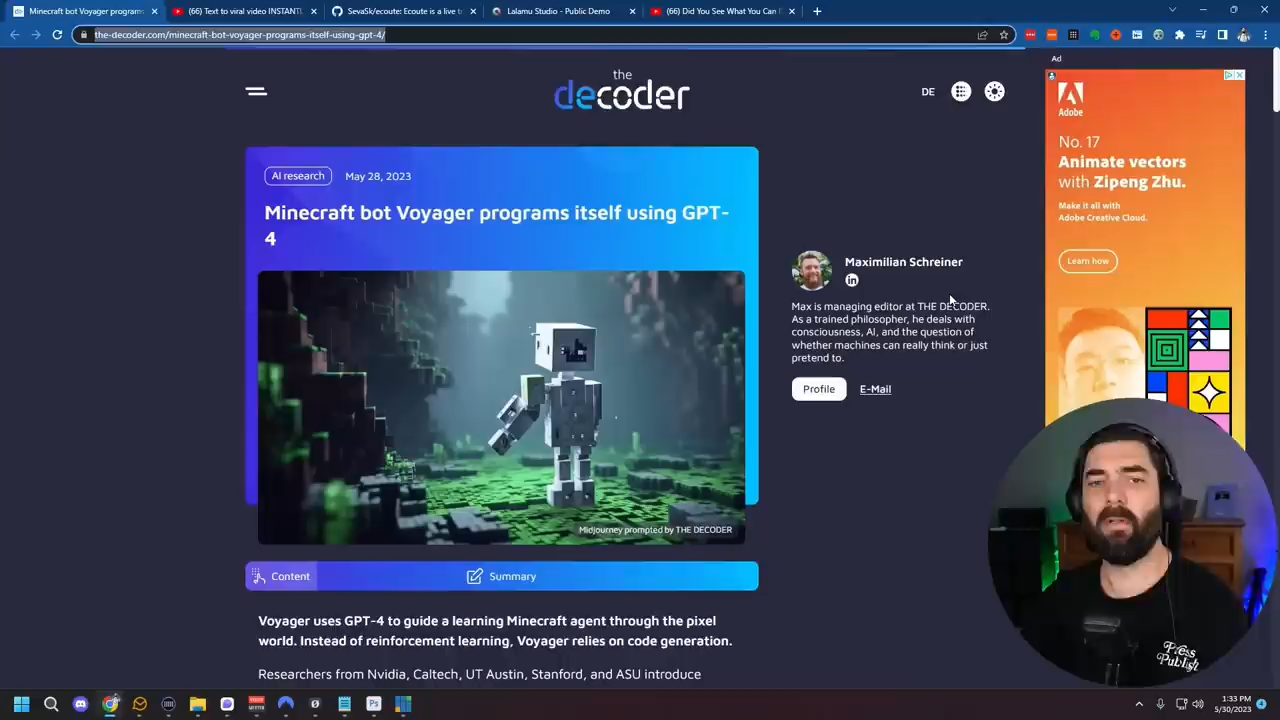 Minecraft bot Voyager programs
(66) Text to viral video INSTANTL
SevaSk/ecoute: Ecoute is a live t
Lalamu Studio - Public Demo
(66) Did You See What You Can F
the-decoder.com/minecraft-bot-voyager-programs-itself-using-gpt-4/
the
decoder
DE
Ad
Adobe
No. 17
Animate vectors
with Zipeng Zhu.
Make it all with
Adobe Creative Cloud.
Learn how
AI research
May 28, 2023
Minecraft bot Voyager programs itself using GPT-
4
Midjourney prompted by THE DECODER
Maximilian Schreiner
Max is managing editor at THE DECODER.
As a trained philosopher, he deals with
consciousness, AI, and the question of
whether machines can really think or just
pretend to.
Profile
E-Mail
Content
Summary
Voyager uses GPT-4 to guide a learning Minecraft agent through the pixel
world. Instead of reinforcement learning, Voyager relies on code generation.
Researchers from Nvidia, Caltech, UT Austin, Stanford, and ASU introduce
Press
Publish
Ps
1:33 PM
5/30/2023